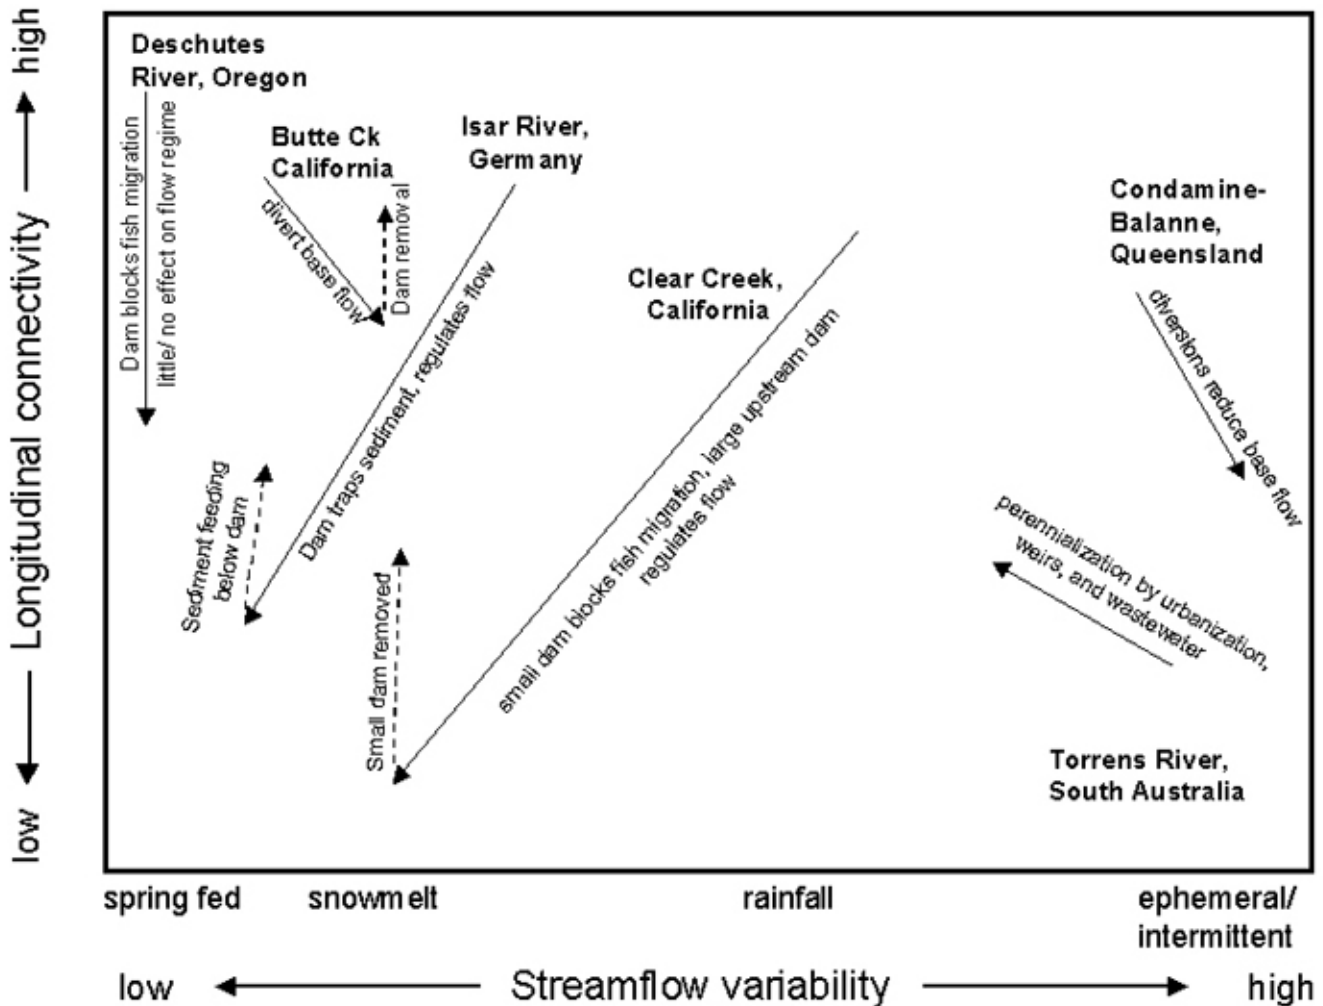 high
Longitudinal connectivity
low
Deschutes
River, Oregon
Dam blocks fish migration
little/ no effect on flow regime
Butte Ck
California
divert base flow
Dam removal
Isar River,
Germany
Dam traps sediment, regulates flow
Sediment feeding
below dam
Clear Creek,
California
small dam blocks fish migration, large upstream dam
regulates flow
Small dam removed
Condamine-
Balanne,
Queensland
diversions reduce base flow
perennialization by urbanization,
weirs, and wastewater
Torrens River,
South Australia
spring fed
snowmelt
rainfall
ephemeral/
intermittent
low
Streamflow variability
high